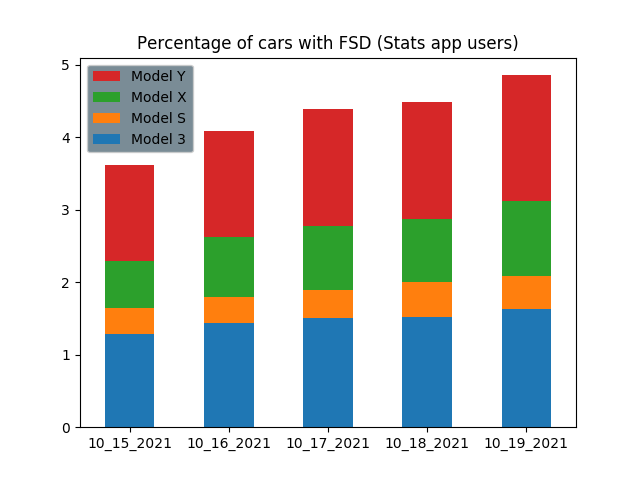 Percentage of cars with FSD (Stats app users)
5
4
3
2
1
0
Model Y
Model X
Model S
Model 3
10_15_2021
10_16_2021
10_17_2021
10_18_2021
10_19_2021